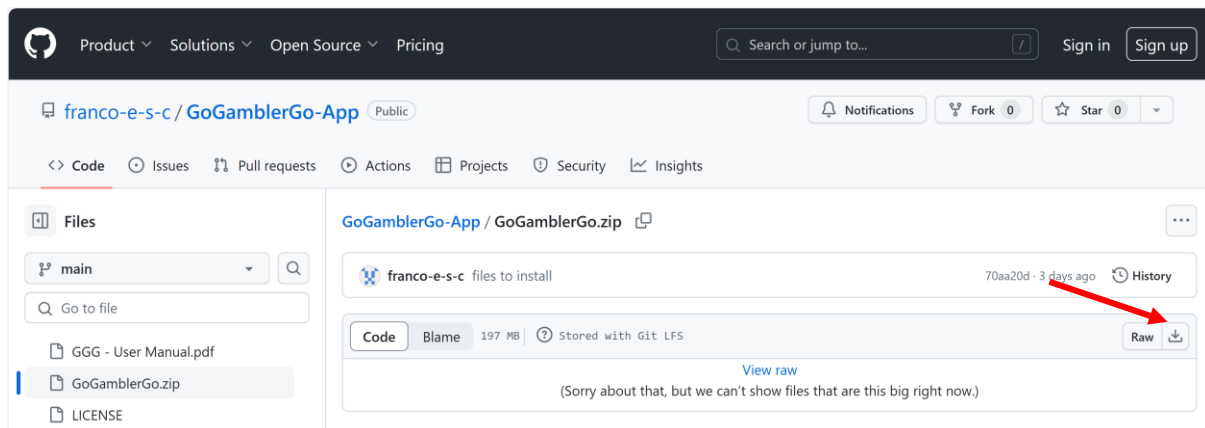 Product Solutions Open Source Pricing Search or jump to... / Sign in Sign up
franco-e-s-c / GoGamblerGo-App Public Notifications Fork 0 Star 0
<> Code Issues Pull requests Actions Projects Security Insights
Files
main
Go to file
GGG - User Manual.pdf
GoGamblerGo.zip
LICENSE
GoGamblerGo-App / GoGamblerGo.zip
franco-e-s-c files to install 70aa20d · 3 days ago History
Code Blame 197 MB ? Stored with Git LFS Raw
View raw
(Sorry about that, but we can't show files that are this big right now.)